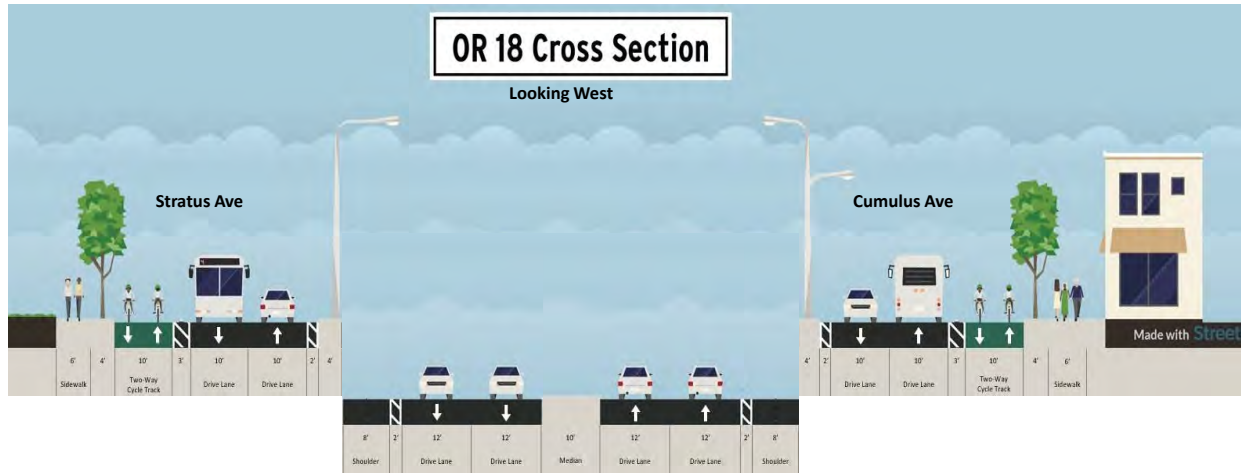 OR 18 Cross Section
Looking West
Stratus Ave
Cumulus Ave
Made with Street
6' 4' 10' 3' 10' 10' 2' 4'
Sidewalk Two-Way Cycle Track Drive Lane Drive Lane
4' 2' 10' 10' 3' 10' 4' 6'
Drive Lane Drive Lane Two-Way Cycle Track Sidewalk
8' 2' 12' 12' 10' 12' 12' 2' 8'
Shoulder Drive Lane Drive Lane Median Drive Lane Drive Lane Shoulder